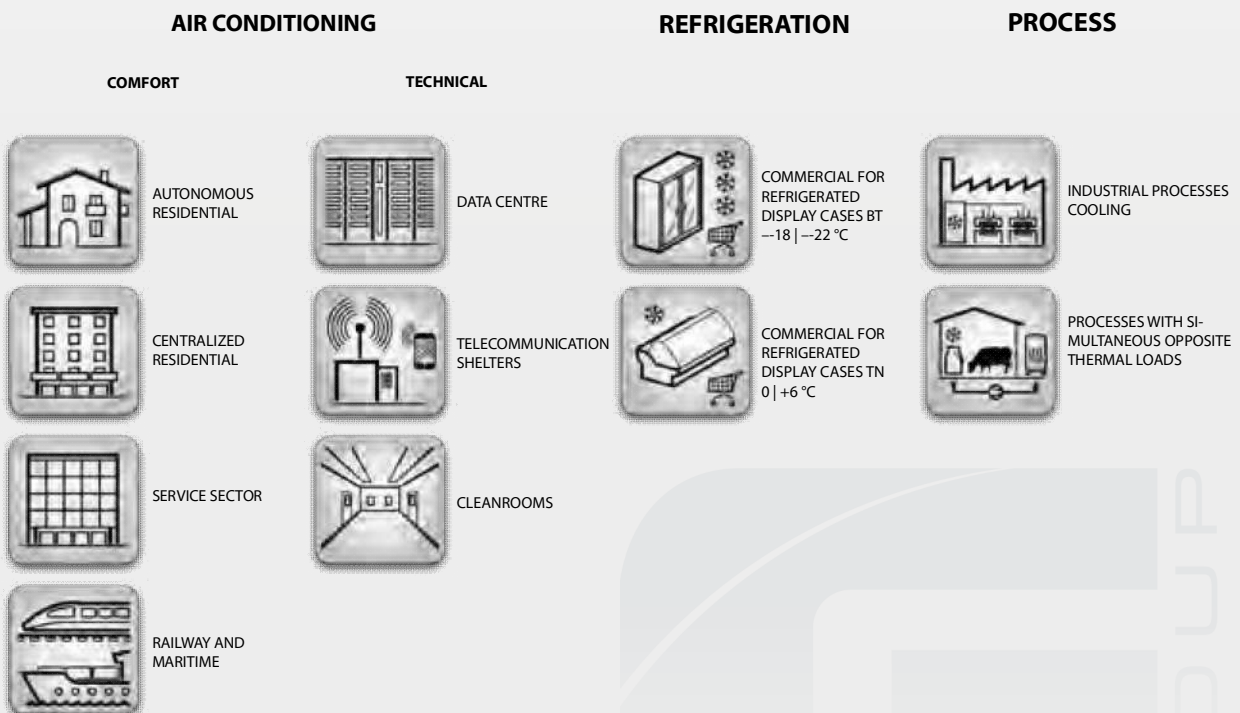 AIR CONDITIONING
REFRIGERATION
PROCESS
COMFORT
TECHNICAL
AUTONOMOUS
RESIDENTIAL
CENTRALIZED
RESIDENTIAL
SERVICE SECTOR
RAILWAY AND
MARITIME
DATA CENTRE
TELECOMMUNICATION
SHELTERS
CLEANROOMS
COMMERCIAL FOR
REFRIGERATED
DISPLAY CASES BT
–-18 | –-22 °C
COMMERCIAL FOR
REFRIGERATED
DISPLAY CASES TN
0 | +6 °C
INDUSTRIAL PROCESSES
COOLING
PROCESSES WITH SI-
MULTANEOUS OPPOSITE
THERMAL LOADS
OUP